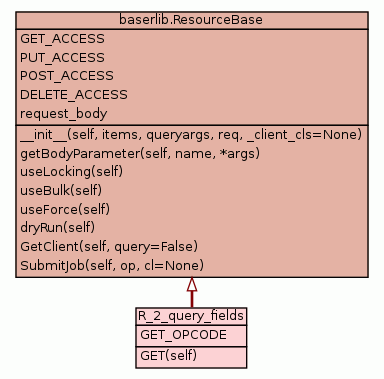 baserlib.ResourceBase
GET_ACCESS
PUT_ACCESS
POST_ACCESS
DELETE_ACCESS
request_body
__init__(self, items, queryargs, req, _client_cls=None)
getBodyParameter(self, name, *args)
useLocking(self)
useBulk(self)
useForce(self)
dryRun(self)
GetClient(self, query=False)
SubmitJob(self, op, cl=None)
R_2_query_fields
GET_OPCODE
GET(self)